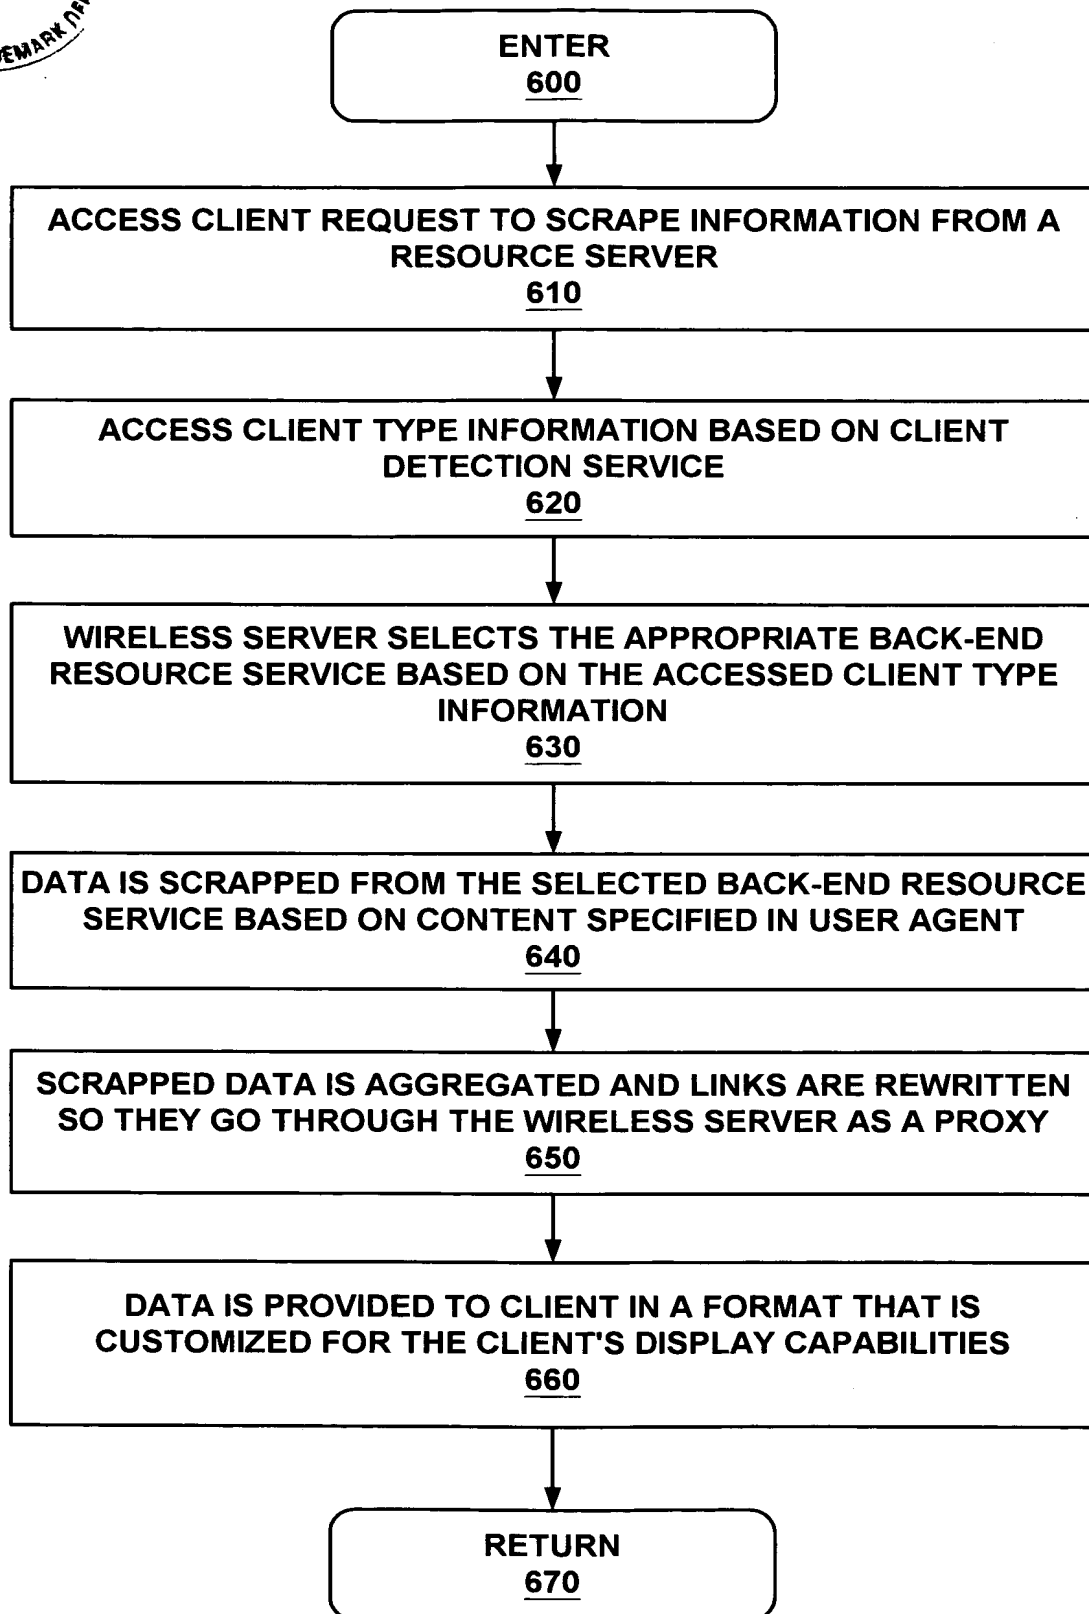 ENTER
600
ACCESS CLIENT REQUEST TO SCRAPE INFORMATION FROM A
RESOURCE SERVER
610
ACCESS CLIENT TYPE INFORMATION BASED ON CLIENT
DETECTION SERVICE
620
WIRELESS SERVER SELECTS THE APPROPRIATE BACK-END
RESOURCE SERVICE BASED ON THE ACCESSED CLIENT TYPE
INFORMATION
630
DATA IS SCRAPPED FROM THE SELECTED BACK-END RESOURCE
SERVICE BASED ON CONTENT SPECIFIED IN USER AGENT
640
SCRAPPED DATA IS AGGREGATED AND LINKS ARE REWRITTEN
SO THEY GO THROUGH THE WIRELESS SERVER AS A PROXY
650
DATA IS PROVIDED TO CLIENT IN A FORMAT THAT IS
CUSTOMIZED FOR THE CLIENT'S DISPLAY CAPABILITIES
660
RETURN
670